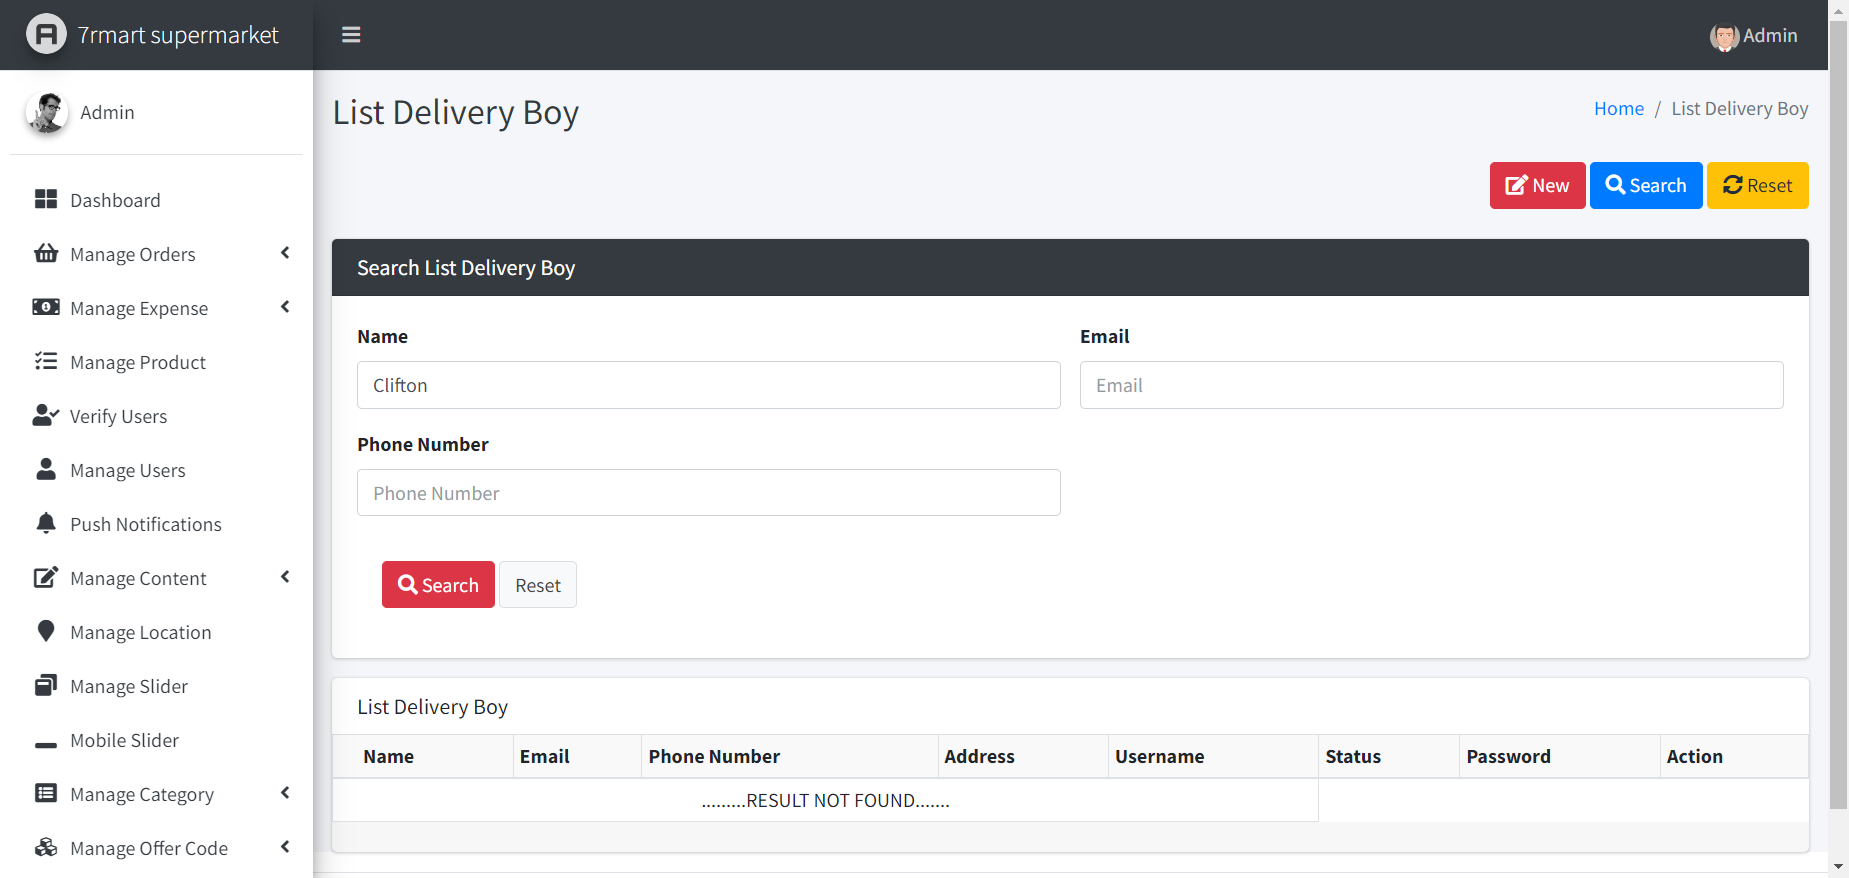 7rmart supermarket
Admin
Admin
List Delivery Boy
Home / List Delivery Boy
Dashboard
Manage Orders
Manage Expense
Manage Product
Verify Users
Manage Users
Push Notifications
Manage Content
Manage Location
Manage Slider
Mobile Slider
Manage Category
Manage Offer Code
New
Search
Reset
Search List Delivery Boy
Name
Email
Clifton
Email
Phone Number
Phone Number
Search
Reset
List Delivery Boy
Name Email Phone Number Address Username Status Password Action
.........RESULT NOT FOUND.......